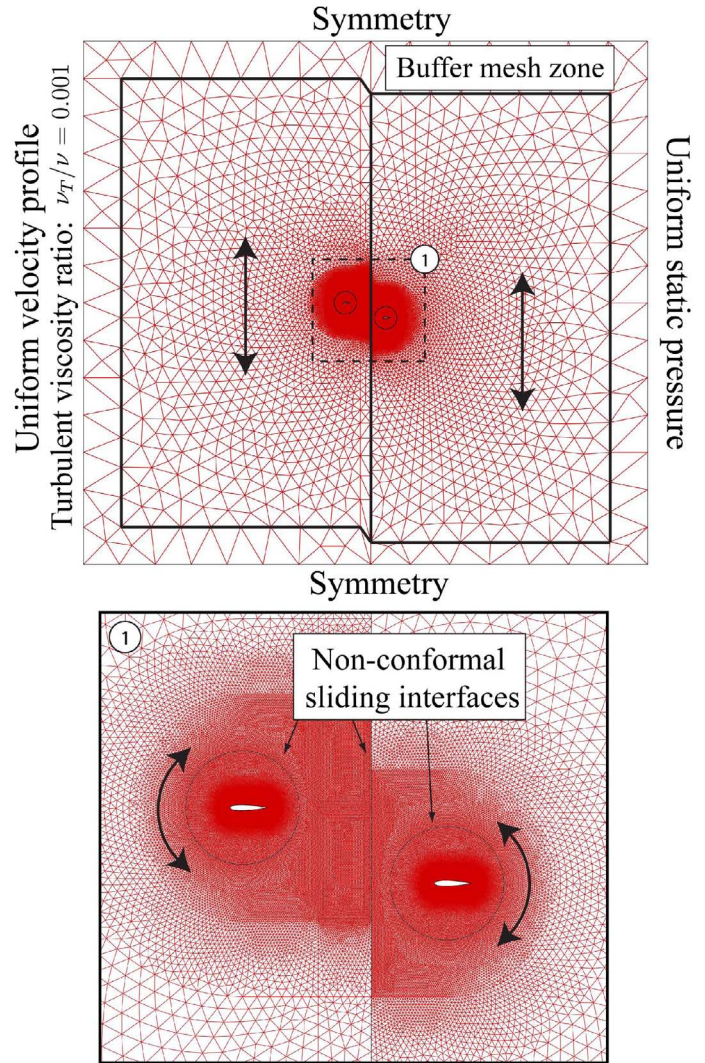 Symmetry
Buffer mesh zone
Uniform velocity profile
Turbulent viscosity ratio: ν_T/ν = 0.001
Uniform static pressure
1
Symmetry
1
Non-conformal
sliding interfaces